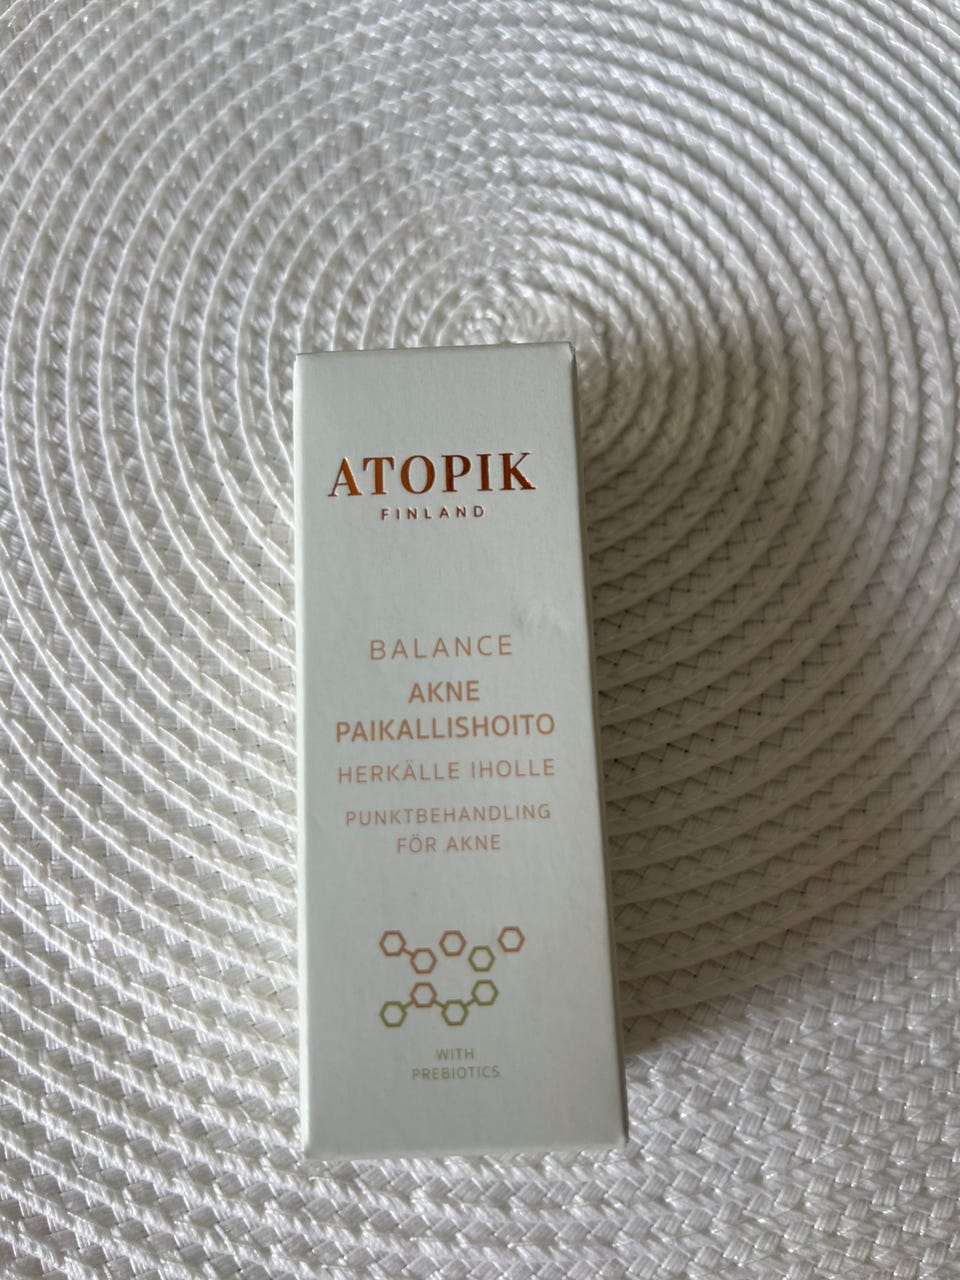 ATOPIK
FINLAND
BALANCE
AKNE
PAIKALLISHOITO
HERKÄLLE IHOLLE
PUNKTBEHANDLING
FÖR AKNE
WITH
PREBIOTICS